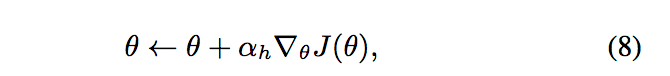 θ ← θ + α_h ∇_θ J(θ), (8)